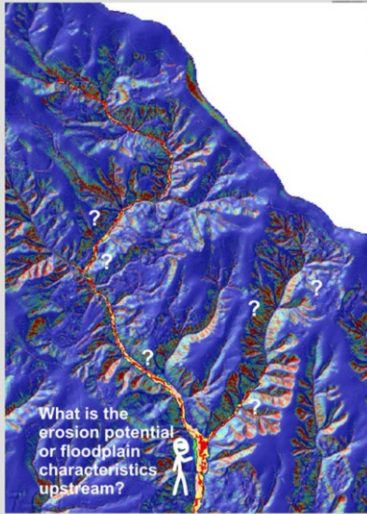 ?
?
?
?
?
?
What is the
erosion potential
or floodplain
characteristics
upstream?